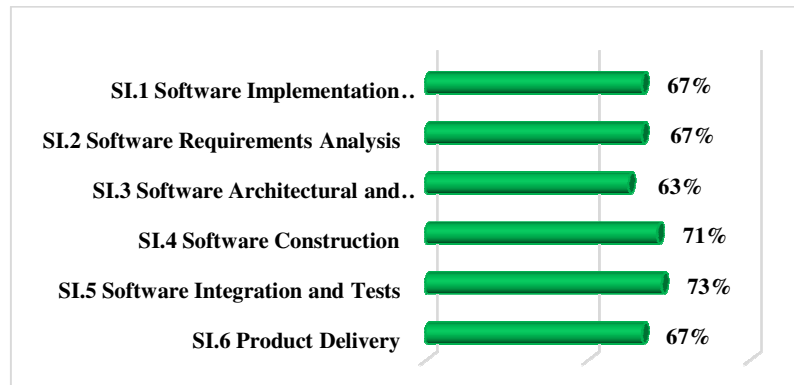 SI.1 Software Implementation.. 67%
SI.2 Software Requirements Analysis 67%
SI.3 Software Architectural and.. 63%
SI.4 Software Construction 71%
SI.5 Software Integration and Tests 73%
SI.6 Product Delivery 67%